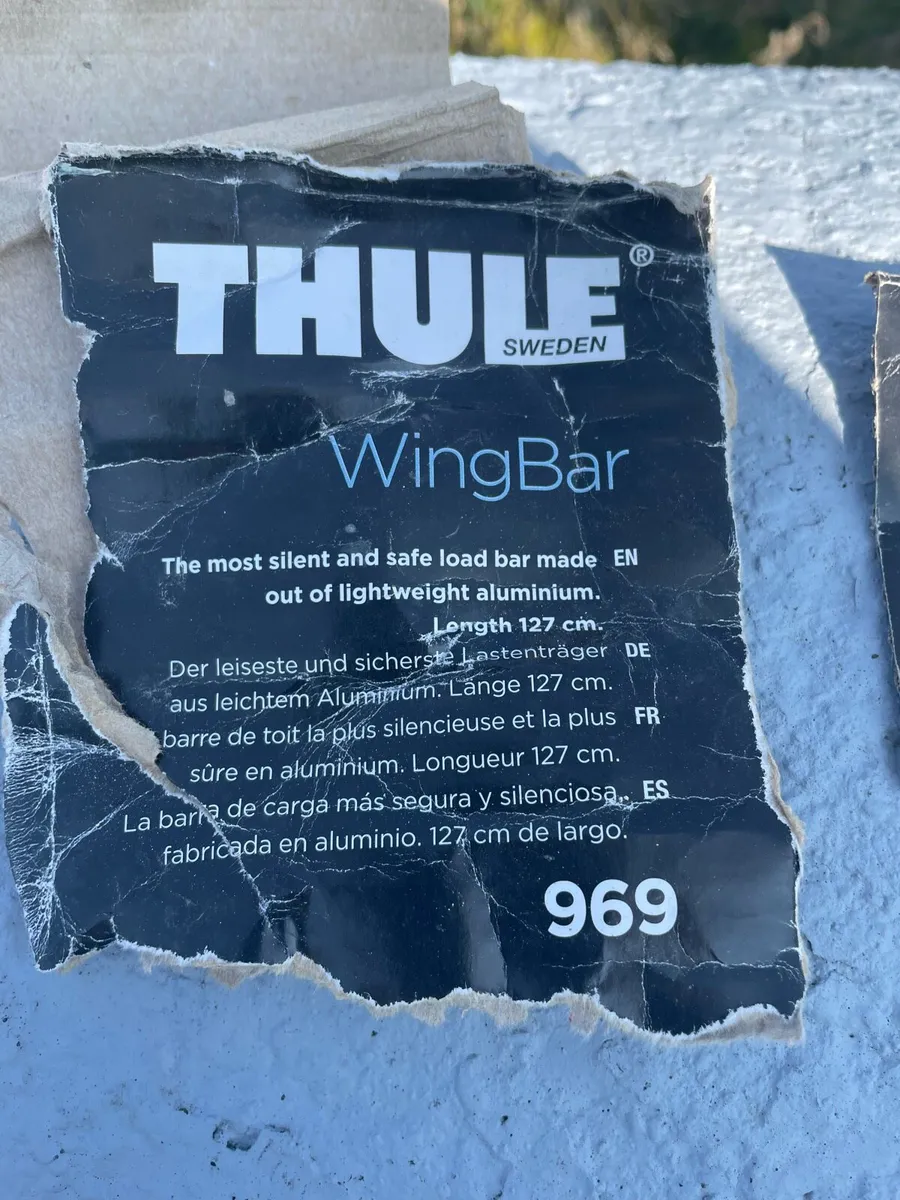 THULE®
SWEDEN
WingBar
The most silent and safe load bar made EN
out of lightweight aluminium.
Length 127 cm.
Der leiseste und sicherste Lastenträger DE
aus leichtem Aluminium. Länge 127 cm.
barre de toit la plus silencieuse et la plus FR
sûre en aluminium. Longueur 127 cm.
La barra de carga más segura y silenciosa, ES
fabricada en aluminio. 127 cm de largo.
969